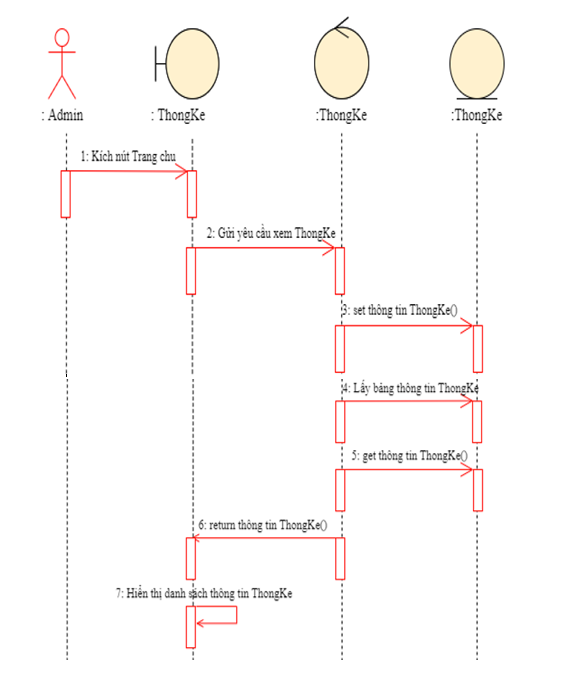 : Admin
: ThongKe
:ThongKe
:ThongKe
1: Kích nút Trang chu
2: Gửi yêu cầu xem ThongKe
3: set thông tin ThongKe()
4: Lấy bảng thông tin ThongKe
5: get thông tin ThongKe()
6: return thông tin ThongKe()
7: Hiển thị danh sách thông tin ThongKe